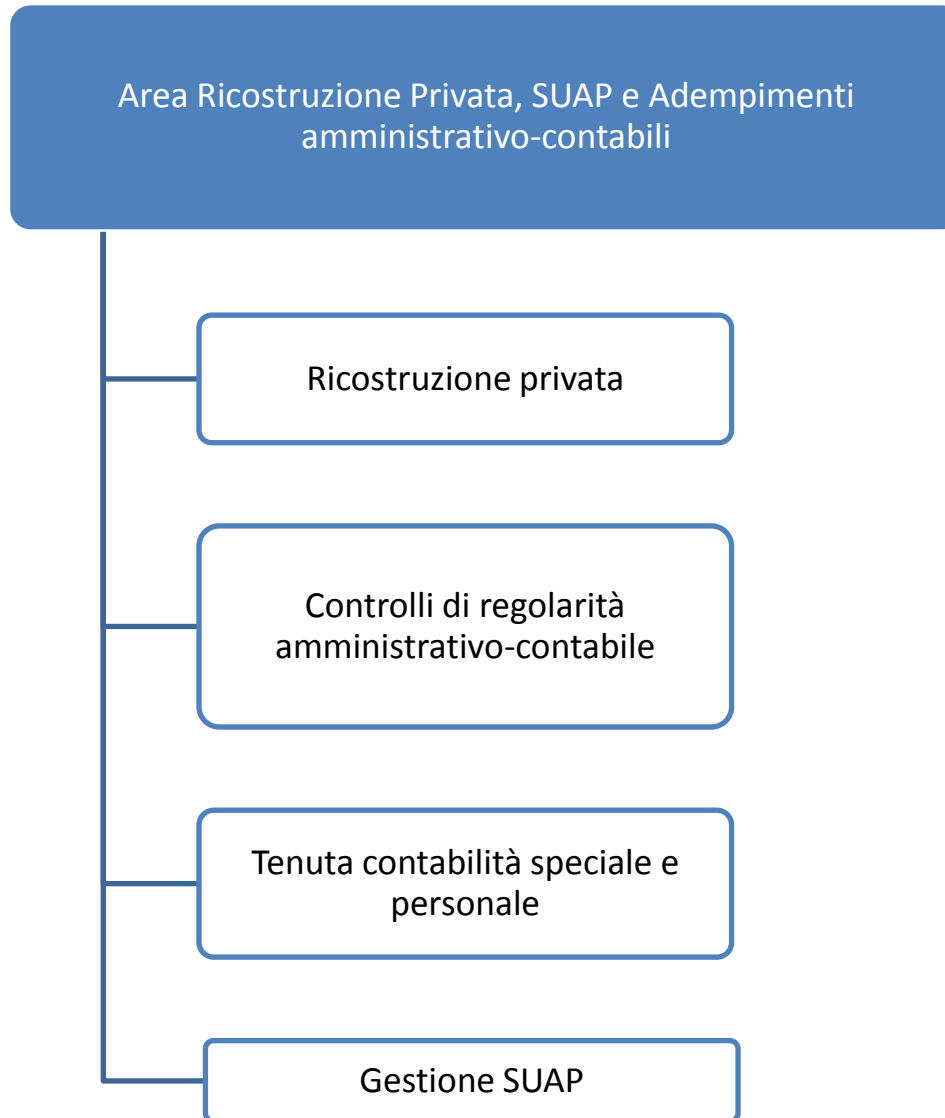 Area Ricostruzione Privata, SUAP e Adempimenti
amministrativo-contabili
Ricostruzione privata
Controlli di regolarità
amministrativo-contabile
Tenuta contabilità speciale e
personale
Gestione SUAP